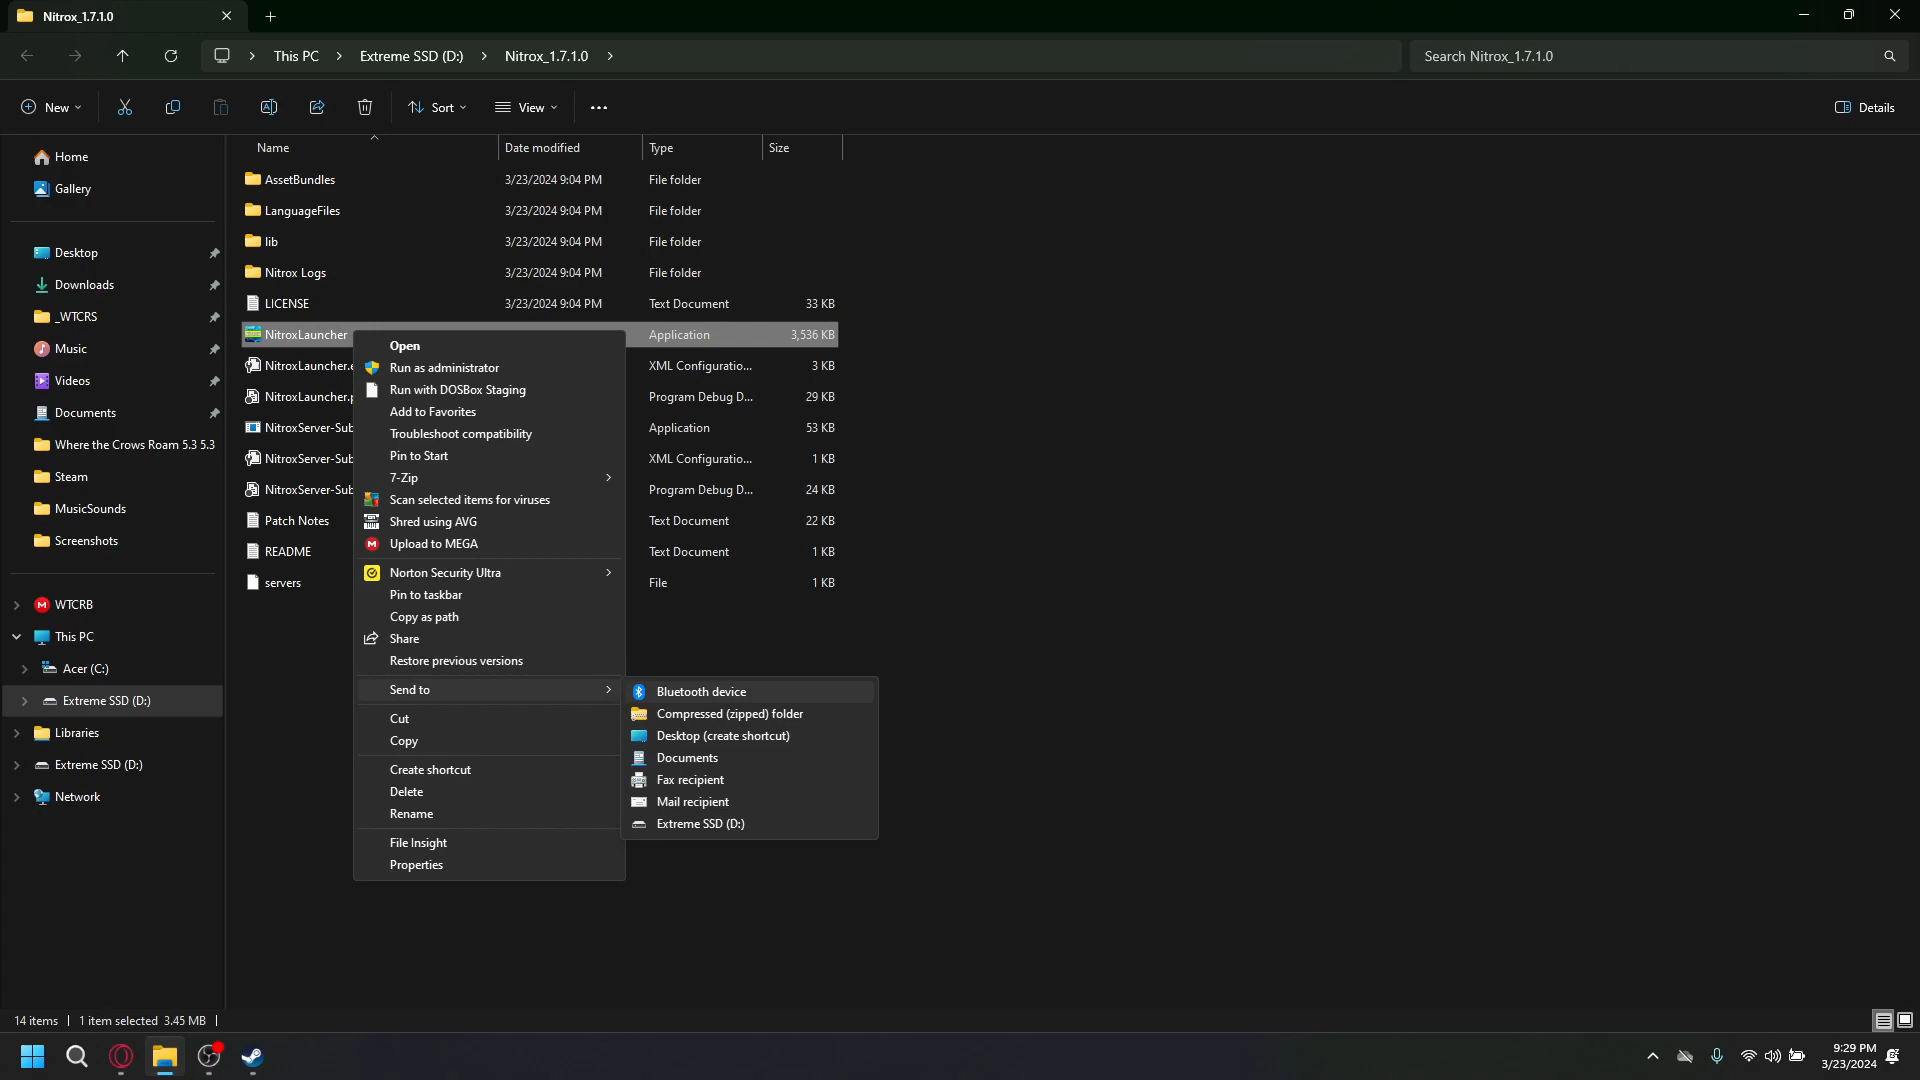 Nitrox_1.7.1.0
This PC
Extreme SSD (D:)
Nitrox_1.7.1.0
Search Nitrox_1.7.1.0
New
Sort
View
Details
Name
Date modified
Type
Size
Home
Gallery
Desktop
Downloads
_WTCRS
Music
Videos
Documents
Where the Crows Roam 5.3 5.3
Steam
MusicSounds
Screenshots
WTCRB
This PC
Acer (C:)
Extreme SSD (D:)
Libraries
Extreme SSD (D:)
Network
AssetBundles 3/23/2024 9:04 PM File folder
LanguageFiles 3/23/2024 9:04 PM File folder
lib 3/23/2024 9:04 PM File folder
Nitrox Logs 3/23/2024 9:04 PM File folder
LICENSE 3/23/2024 9:04 PM Text Document 33 KB
NitroxLauncher Application 3,536 KB
NitroxLauncher.e XML Configuratio... 3 KB
NitroxLauncher.p Program Debug D... 29 KB
NitroxServer-Sub Application 53 KB
NitroxServer-Sub XML Configuratio... 1 KB
NitroxServer-Sub Program Debug D... 24 KB
Patch Notes Text Document 22 KB
README Text Document 1 KB
servers File 1 KB
Open
Run as administrator
Run with DOSBox Staging
Add to Favorites
Troubleshoot compatibility
Pin to Start
7-Zip
Scan selected items for viruses
Shred using AVG
Upload to MEGA
Norton Security Ultra
Pin to taskbar
Copy as path
Share
Restore previous versions
Send to
Cut
Copy
Create shortcut
Delete
Rename
File Insight
Properties
Bluetooth device
Compressed (zipped) folder
Desktop (create shortcut)
Documents
Fax recipient
Mail recipient
Extreme SSD (D:)
14 items
1 item selected 3.45 MB
9:29 PM
3/23/2024